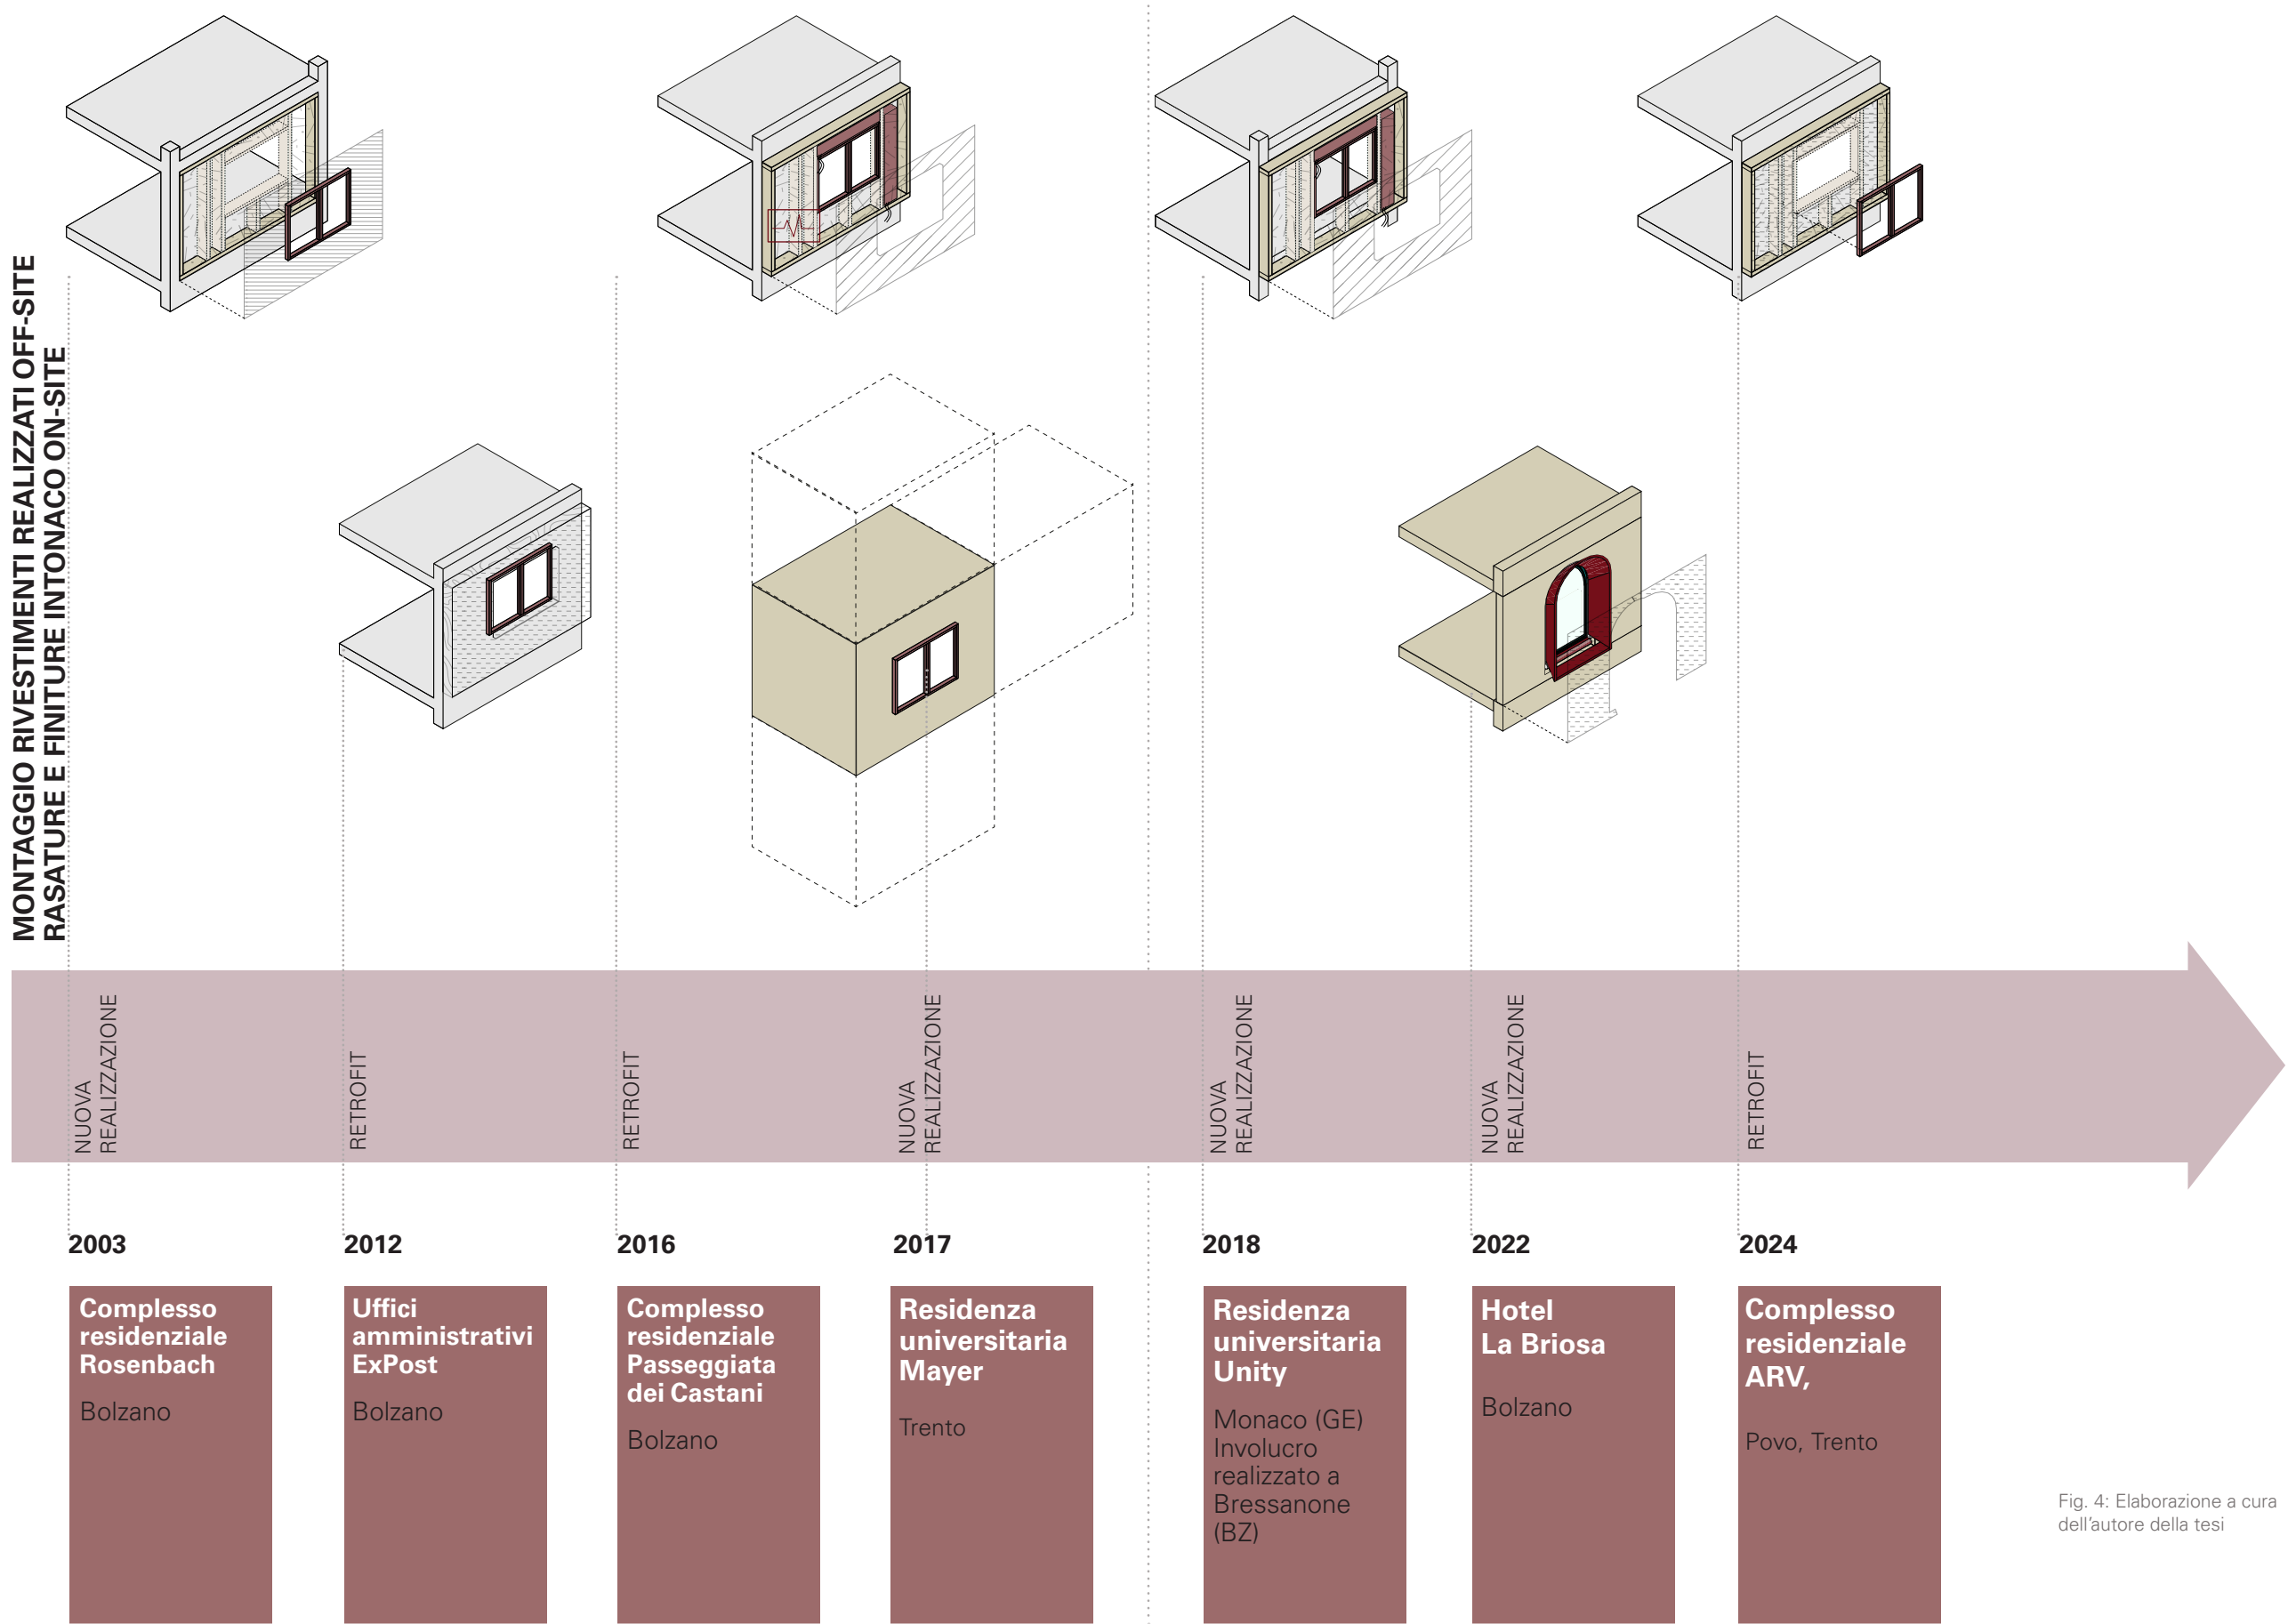 MONTAGGIO RIVESTIMENTI REALIZZATI OFF-SITE
RASATURE E FINITURE INTONACO ON-SITE
NUOVA
REALIZZAZIONE
RETROFIT
RETROFIT
NUOVA
REALIZZAZIONE
NUOVA
REALIZZAZIONE
NUOVA
REALIZZAZIONE
RETROFIT
2003
2012
2016
2017
2018
2022
2024
Complesso
residenziale
Rosenbach
Bolzano
Uffici
amministrativi
ExPost
Bolzano
Complesso
residenziale
Passeggiata
dei Castani
Bolzano
Residenza
universitaria
Mayer
Trento
Residenza
universitaria
Unity
Monaco (GE)
Involucro
realizzato a
Bressanone
(BZ)
Hotel
La Briosa
Bolzano
Complesso
residenziale
ARV,
Povo, Trento
Fig. 4: Elaborazione a cura
dell'autore della tesi